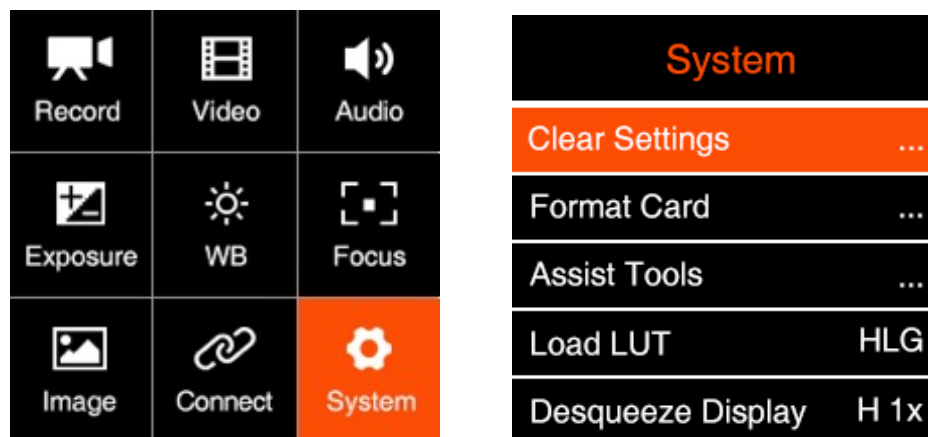 Record Video Audio
Exposure WB Focus
Image Connect System
System
Clear Settings ...
Format Card ...
Assist Tools ...
Load LUT HLG
Desqueeze Display H 1x